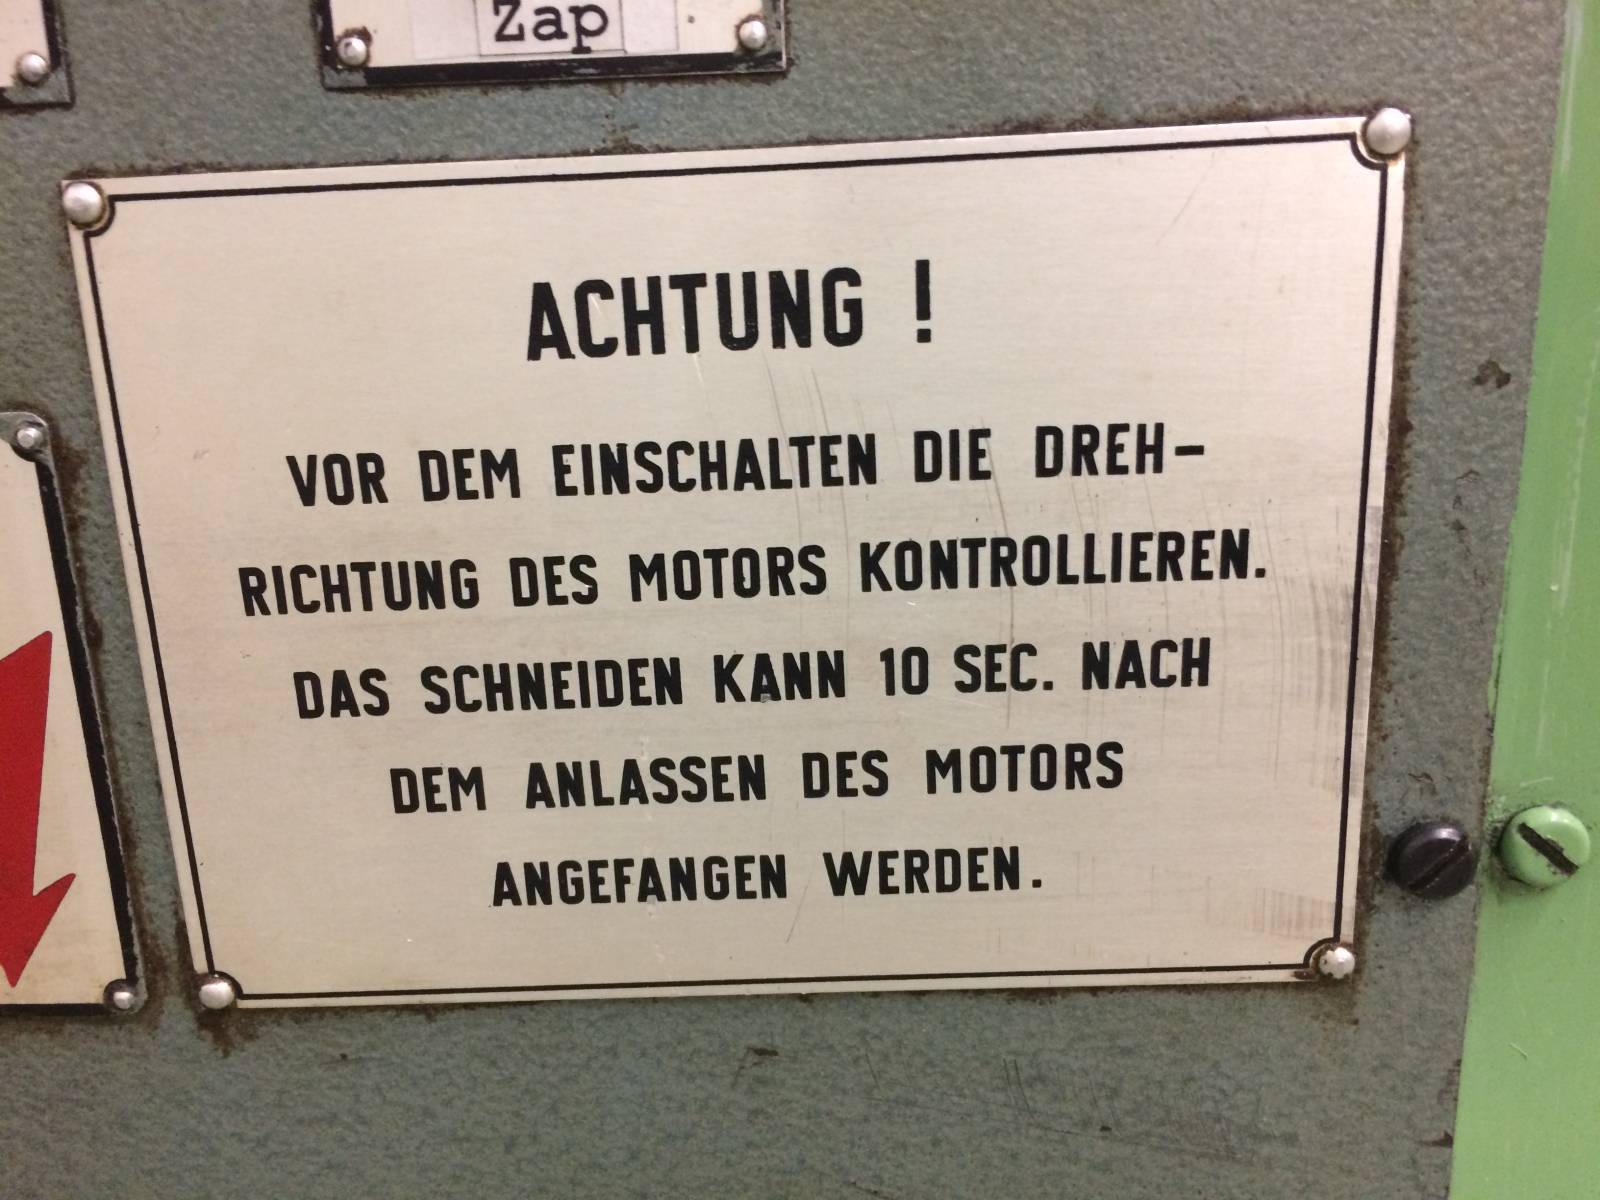 Zap
ACHTUNG !
VOR DEM EINSCHALTEN DIE DREH-
RICHTUNG DES MOTORS KONTROLLIEREN.
DAS SCHNEIDEN KANN 10 SEC. NACH
DEM ANLASSEN DES MOTORS
ANGEFANGEN WERDEN.